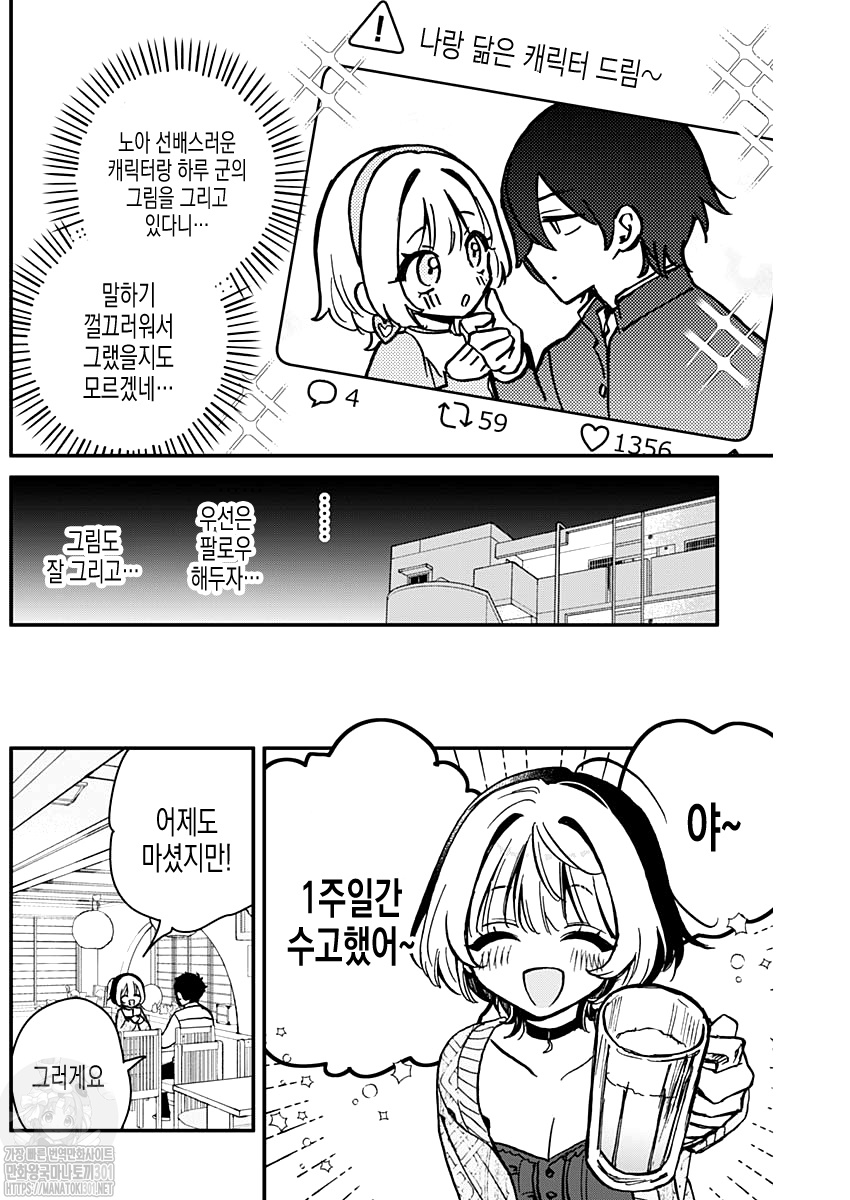 ! 나랑 닮은 캐릭터 드림~
노아 선배스러운
캐릭터랑 하루 군의
그림을 그리고
있다니…
말하기
껄끄러워서
그랬을지도
모르겠네…
4
59
1356
………
우선은
팔로우
해두자…
그림도
잘 그리고…
야~
1주일간
수고했어~
어제도
마셨지만!
그러게요
가장 빠른 번역만화사이트
만화왕국마나토끼301
HTTPS://MANATOKI301.NET